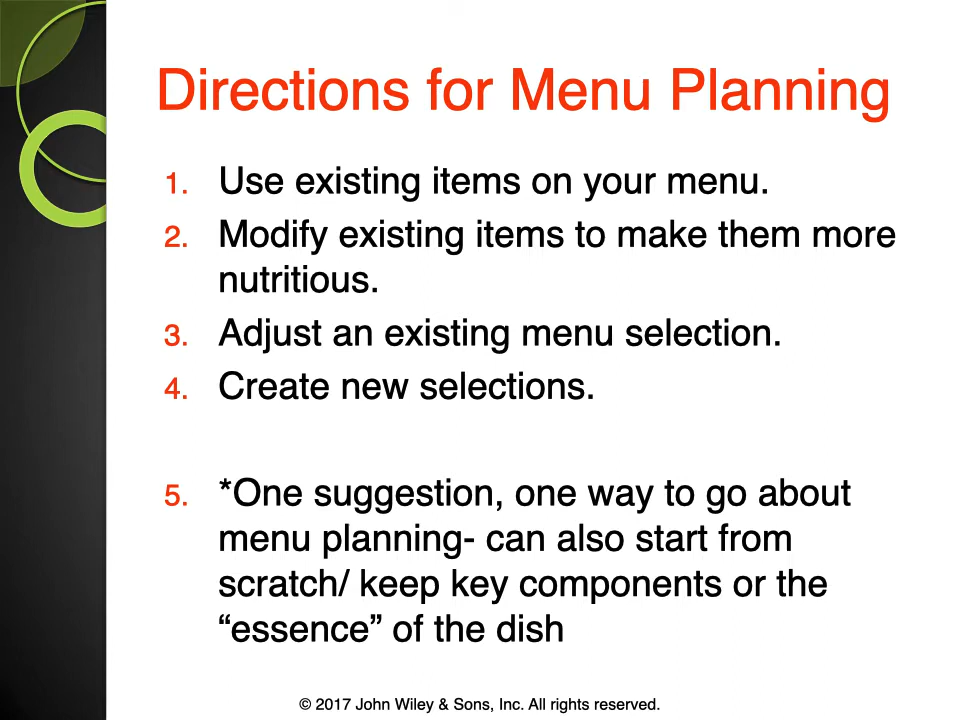 Directions for Menu Planning
1. Use existing items on your menu.
2. Modify existing items to make them more
nutritious.
3. Adjust an existing menu selection.
4. Create new selections.
5. *One suggestion, one way to go about
menu planning- can also start from
scratch/ keep key components or the
“essence” of the dish
© 2017 John Wiley & Sons, Inc. All rights reserved.